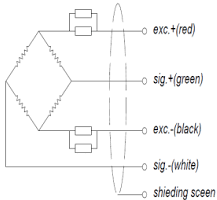 exc.+(red)
sig.+(green)
exc.-(black)
sig.-(white)
shieding sceen